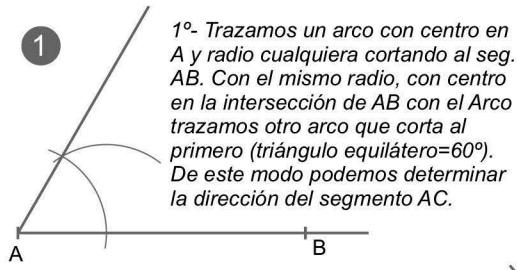 1
1º- Trazamos un arco con centro en
A y radio cualquiera cortando al seg.
AB. Con el mismo radio, con centro
en la intersección de AB con el Arco
trazamos otro arco que corta al
primero (triángulo equilátero=60º).
De este modo podemos determinar
la dirección del segmento AC.
A
B